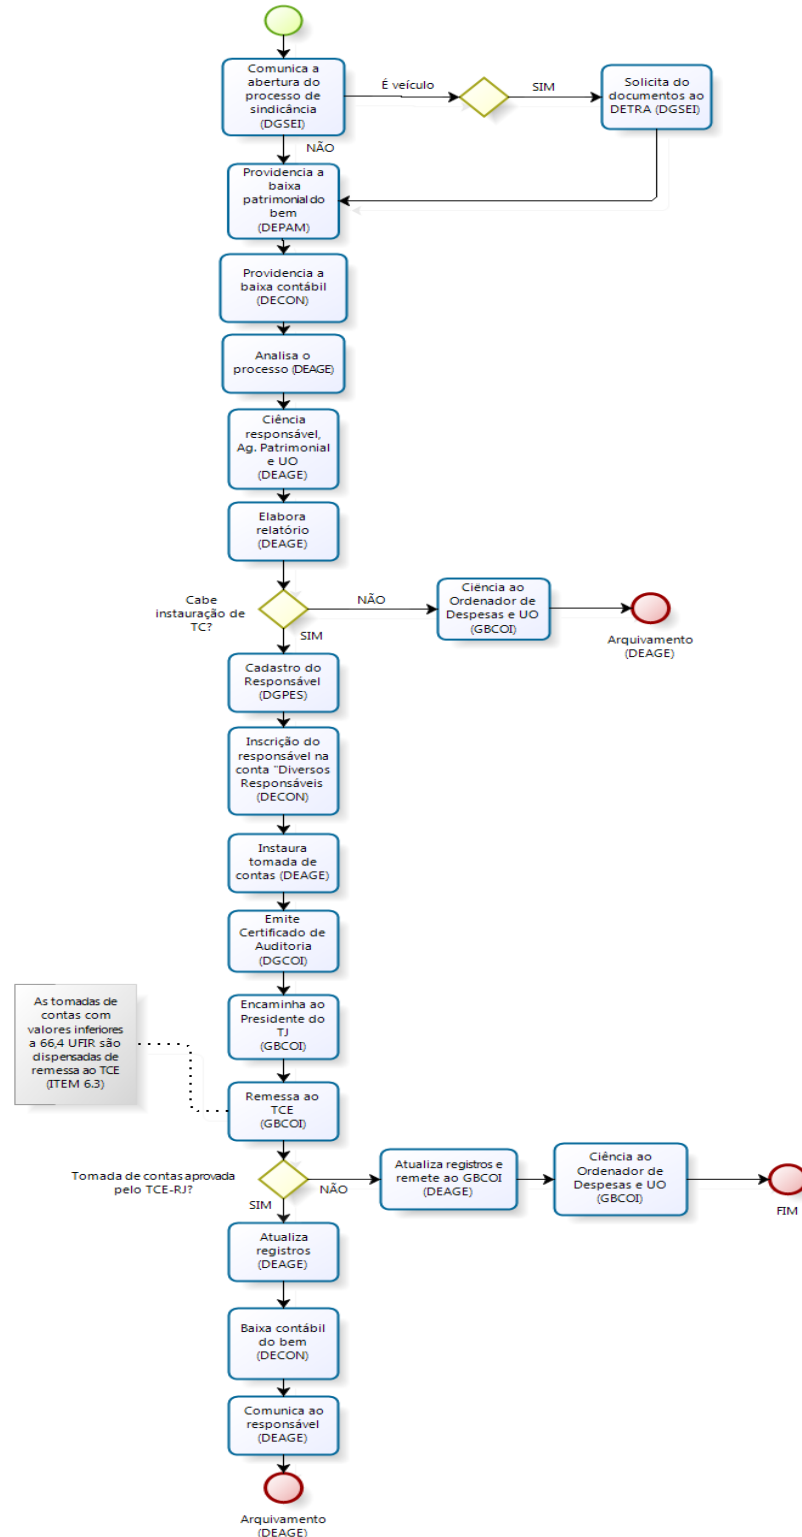 Comunica a
abertura do
processo de
sindicância
(DGSEI)
É veículo
SIM
Solicita do
documentos ao
DETRA (DGSEI)
NÃO
Providencia a
baixa
patrimonial do
bem
(DEPAM)
Providencia a
baixa contábil
(DECON)
Analisa o
processo (DEAGE)
Ciência
responsável,
Ag. Patrimonial
e UO
(DEAGE)
Elabora
relatório
(DEAGE)
Cabe
instauração de
TC?
NÃO
Ciência ao
Ordenador de
Despesas e UO
(GBCOI)
Arquivamento
(DEAGE)
SIM
Cadastro do
Responsável
(DGPES)
Inscrição do
responsável na
conta "Diversos
Responsáveis
(DECON)
Instaura
tomada de
contas (DEAGE)
Emite
Certificado de
Auditoria
(DGCOI)
Encaminha ao
Presidente do
TJ
(GBCOI)
As tomadas de
contas com
valores inferiores
a 66,4 UFIR são
dispensadas de
remessa ao TCE
(ITEM 6.3)
Remessa ao
TCE
(GBCOI)
Tomada de contas aprovada
pelo TCE-RJ?
NÃO
Atualiza registros e
remete ao GBCOI
(DEAGE)
Ciência ao
Ordenador de
Despesas e UO
(GBCOI)
FIM
SIM
Atualiza
registros
(DEAGE)
Baixa contábil
do bem
(DECON)
Comunica ao
responsável
(DEAGE)
Arquivamento
(DEAGE)